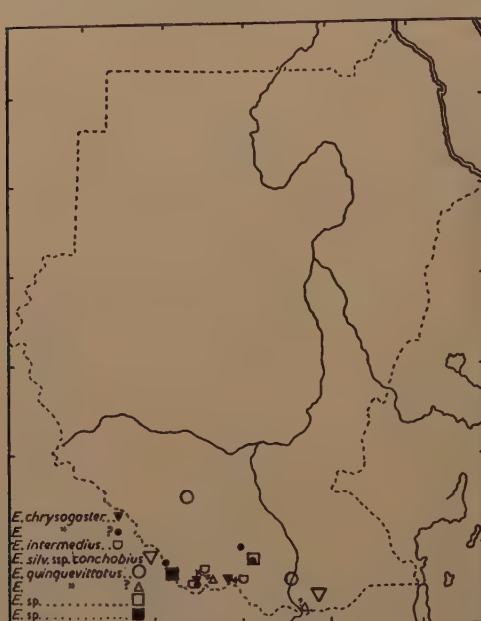 E. chrysogaster..
E. " ?
E. intermedius..
E. silv. ssp. conchobius
E. quinquevittatus.
" ?
E. sp.............
E. sp.............